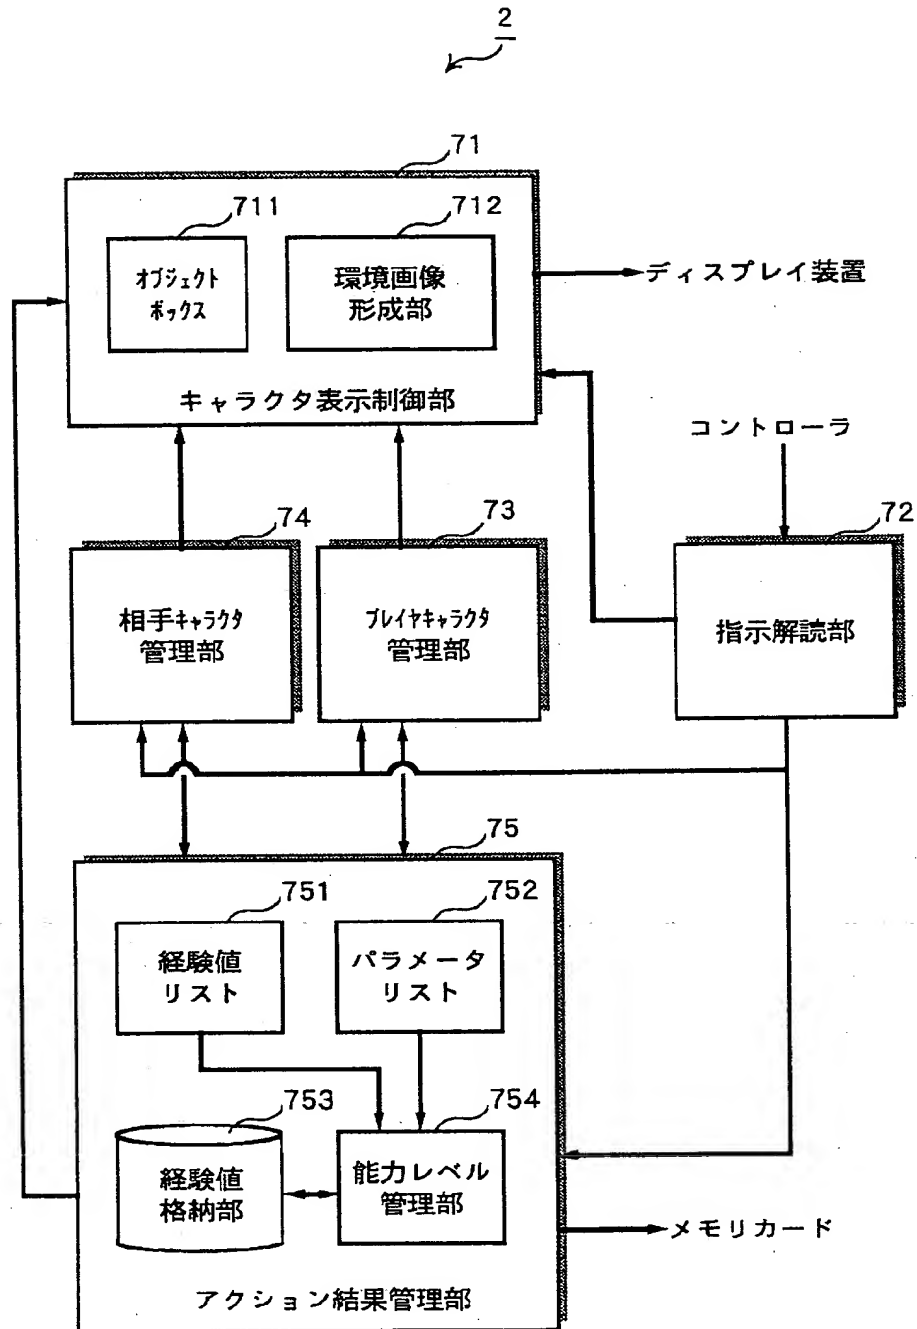 2
71
711
712
オブジェクト
ボックス
環境画像
形成部
ディスプレイ装置
キャラクタ表示制御部
コントローラ
74
73
72
相手キャラクタ
管理部
プレイヤキャラクタ
管理部
指示解読部
75
751
752
経験値
リスト
パラメータ
リスト
753
754
経験値
格納部
能力レベル
管理部
メモリカード
アクション結果管理部